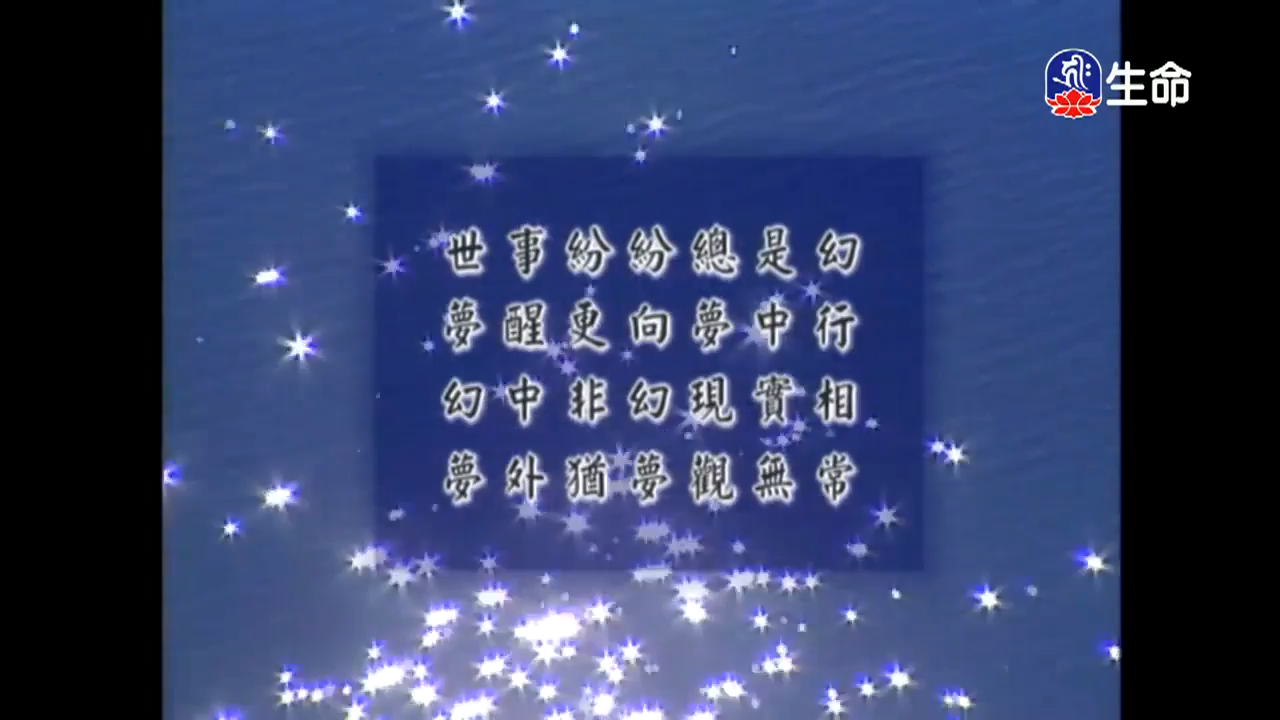 生命
世事紛紛總是幻
夢醒更向夢中行
幻中非幻現實相
夢外猶夢觀無常